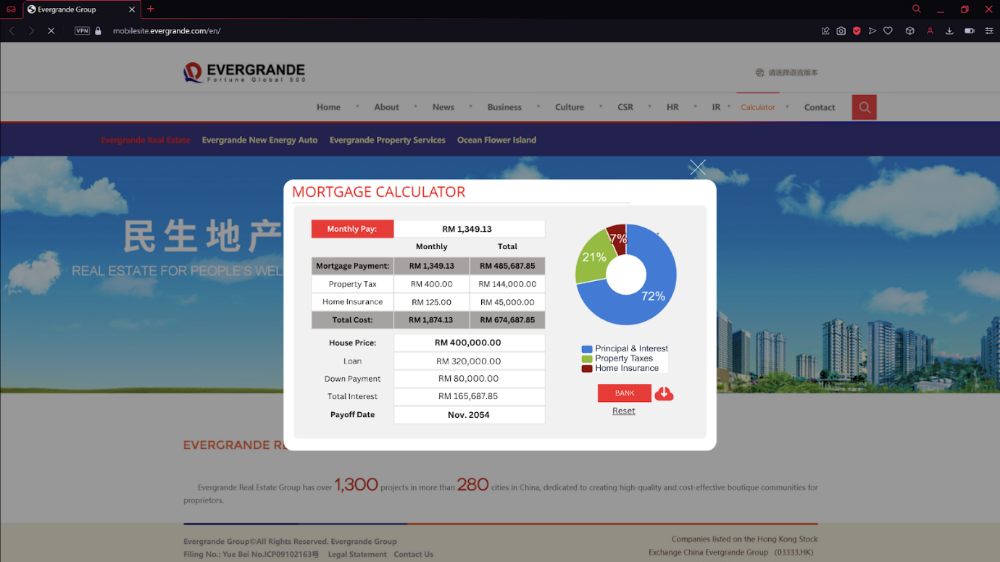 Evergrande Group
VPN mobilesite.evergrande.com/en/
EVERGRANDE
Fortune Global 500
请选择语言版本
Home About News Business Culture CSR HR IR Calculator Contact
Evergrande Real Estate Evergrande New Energy Auto Evergrande Property Services Ocean Flower Island
民生地产
REAL ESTATE FOR PEOPLE'S WEL
MORTGAGE CALCULATOR
Monthly Pay: RM 1,349.13
Monthly Total
Mortgage Payment: RM 1,349.13 RM 485,687.85
Property Tax RM 400.00 RM 144,000.00
Home Insurance RM 125.00 RM 45,000.00
Total Cost: RM 1,874.13 RM 674,687.85
House Price: RM 400,000.00
Loan RM 320,000.00
Down Payment RM 80,000.00
Total Interest RM 165,687.85
Payoff Date Nov. 2054
7%
21%
72%
Principal & Interest
Property Taxes
Home Insurance
BANK
Reset
EVERGRANDE RE
Evergrande Real Estate Group has over 1,300 projects in more than 280 cities in China, dedicated to creating high-quality and cost-effective boutique communities for
proprietors.
Evergrande Group©All Rights Reserved. Evergrande Group
Filing No.: Yue Bei No.ICP09102163号 Legal Statement Contact Us
Companies listed on the Hong Kong Stock
Exchange China Evergrande Group (03333.HK)